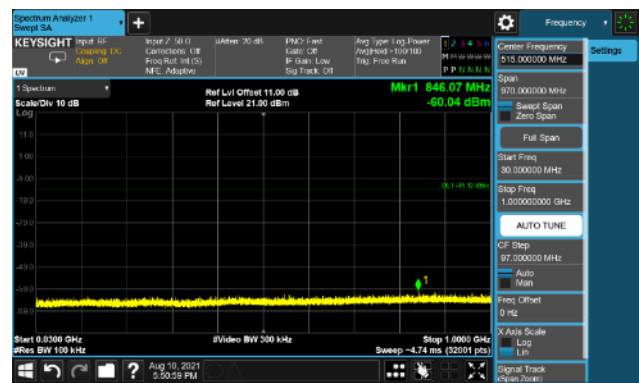 Spectrum Analyzer 1
Swept SA
Frequency
KEYSIGHT
Input: RF
Coupling: DC
Align: Off
Input Z: 50 Ω
Corrections: Off
Freq Ref: Int (S)
NFE: Adaptive
#Atten: 20 dB
PNO: Fast
Gate: Off
IF Gain: Low
Sig Track: Off
Avg Type: Log-Power
Avg|Hold: >100/100
Trig: Free Run
1 2 3 4 5 6
M W W W W W
P P N N N N
Center Frequency
515.000000 MHz
Settings
1 Spectrum
Scale/Div 10 dB
Log
Ref Lvl Offset 11.00 dB
Ref Level 21.00 dBm
Mkr1 846.07 MHz
-60.04 dBm
Span
970.000000 MHz
Swept Span
Zero Span
Full Span
Start Freq
30.000000 MHz
Stop Freq
1.000000000 GHz
AUTO TUNE
CF Step
97.000000 MHz
Auto
Man
Freq Offset
0 Hz
X Axis Scale
Log
Lin
Signal Track
(Span Zoom)
11.0
1.00
-9.00
-19.0
-29.0
-39.0
-49.0
-59.0
-69.0
1
Start 0.0300 GHz
#Res BW 100 kHz
#Video BW 300 kHz
Stop 1.0000 GHz
Sweep ~4.74 ms (32001 pts)
?
Aug 10, 2021